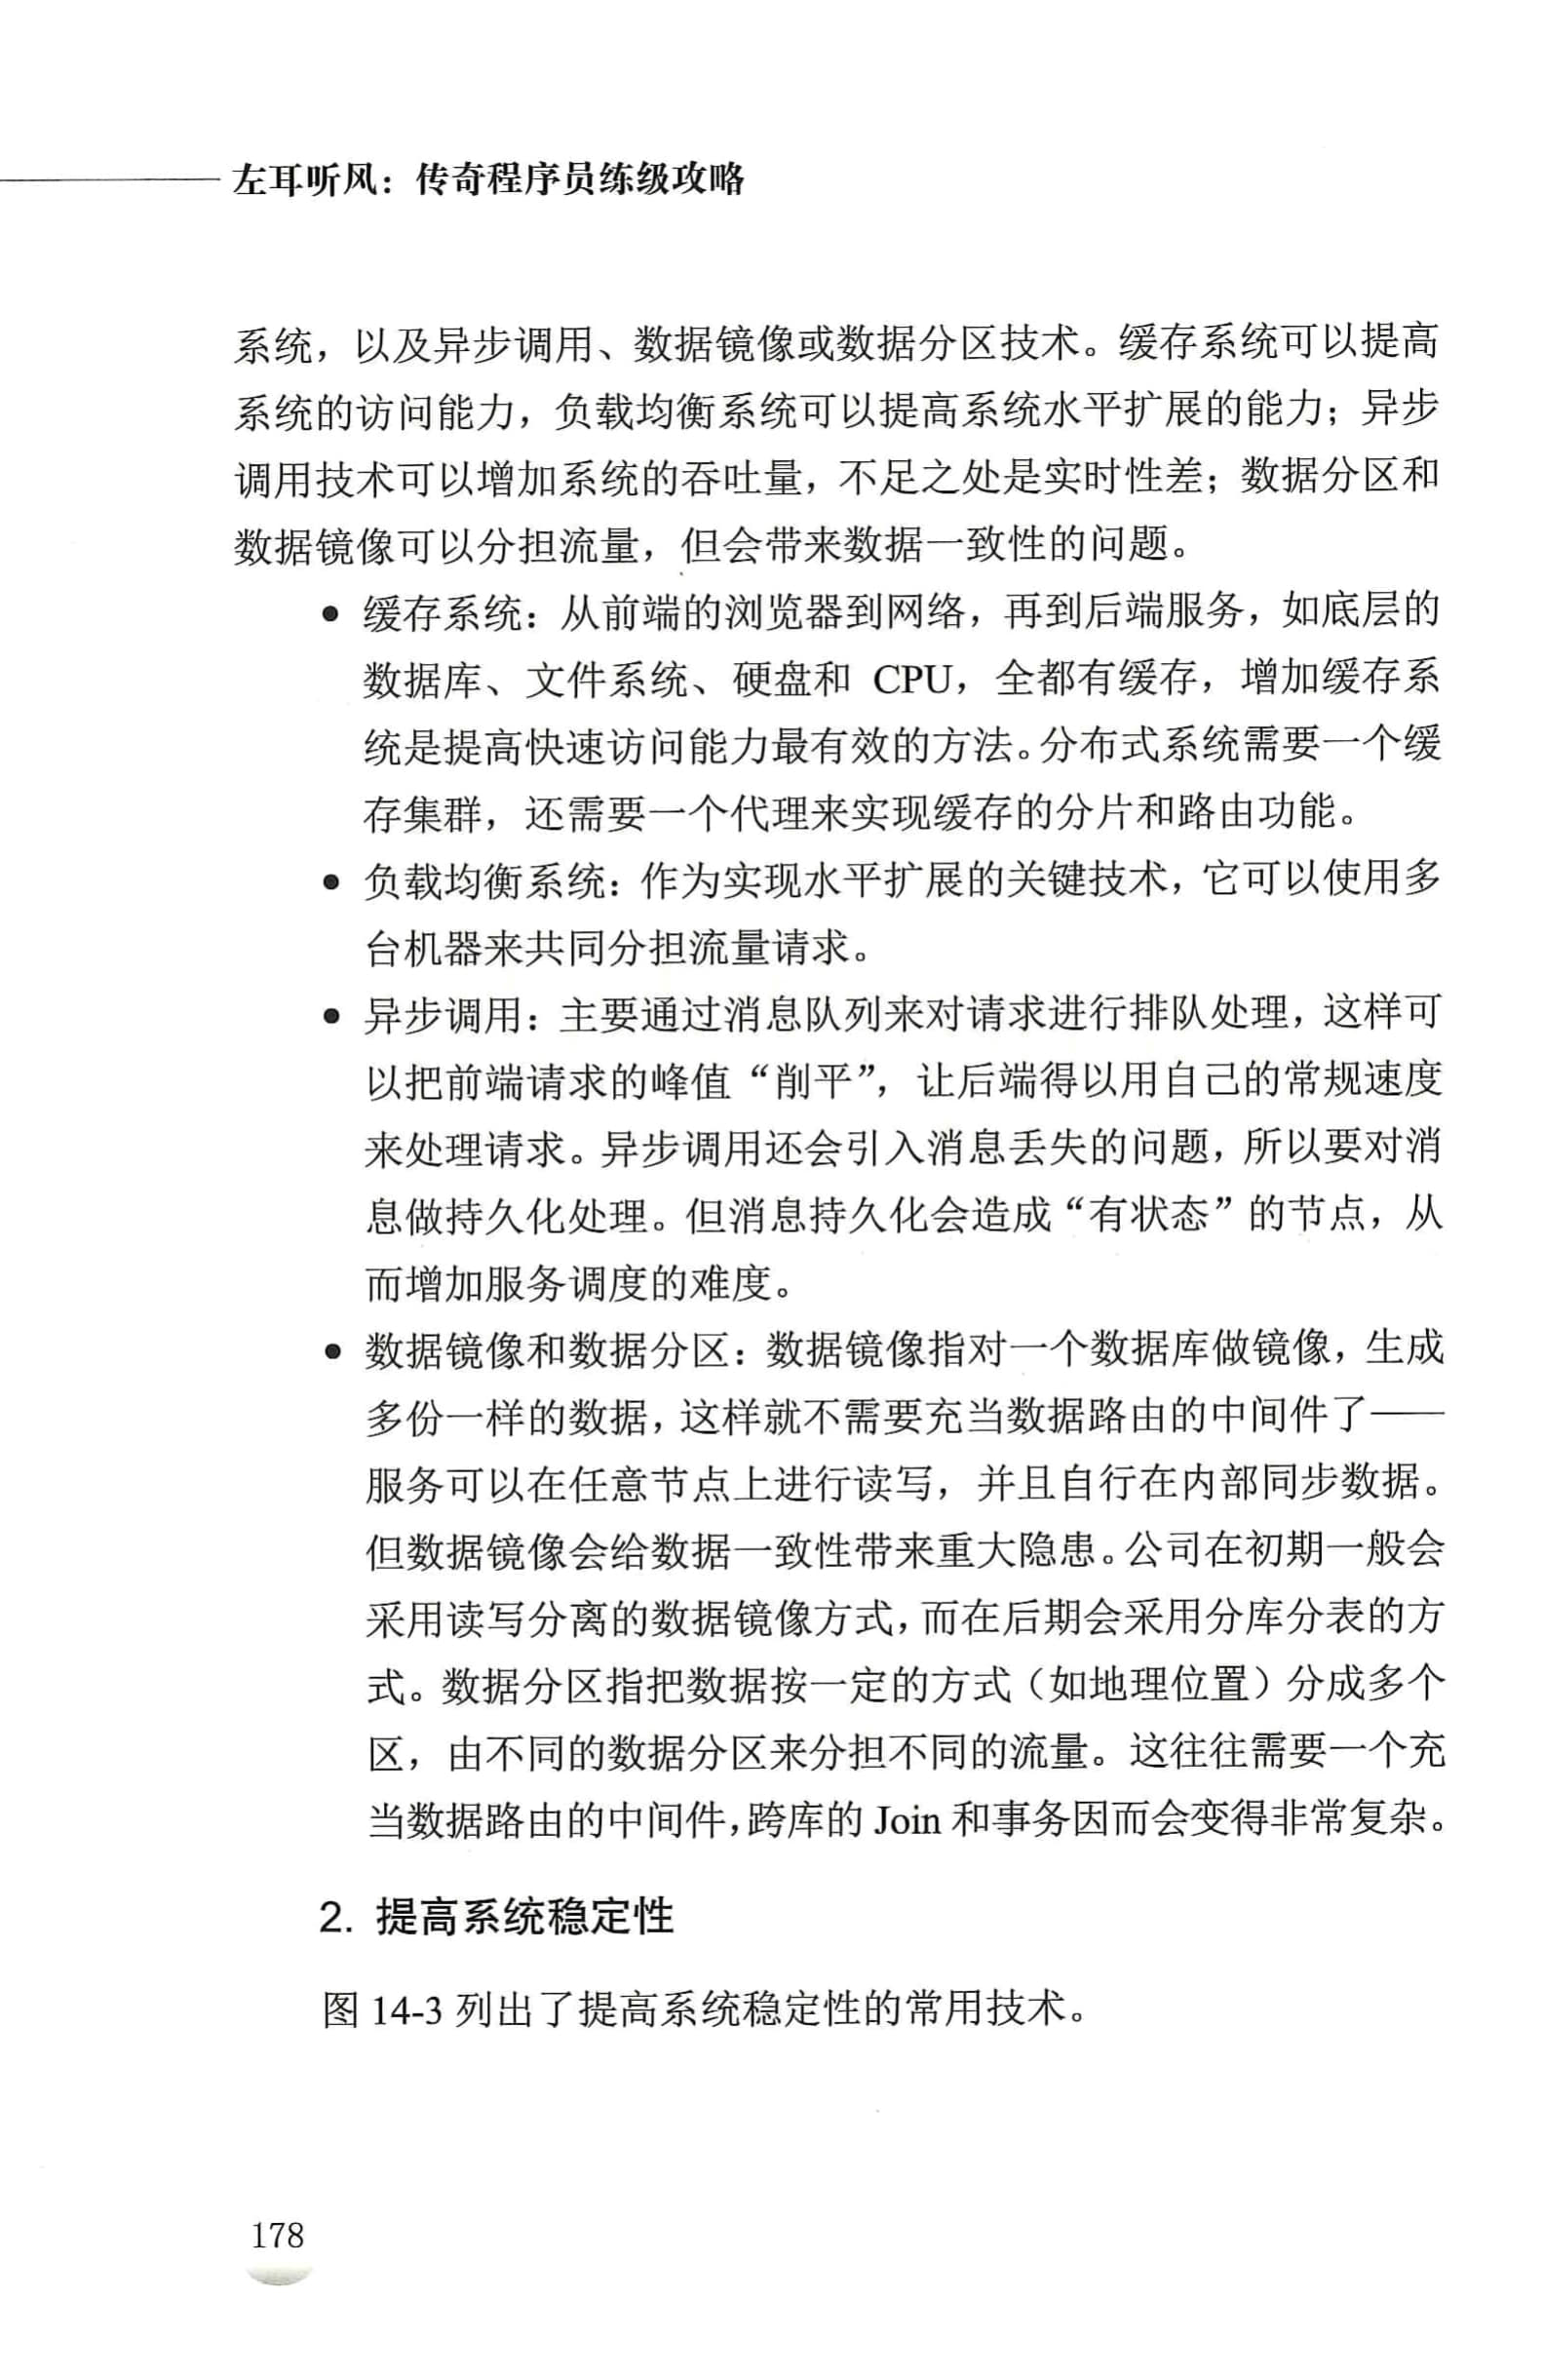 左耳听风：传奇程序员练级攻略
系统，以及异步调用、数据镜像或数据分区技术。缓存系统可以提高
系统的访问能力，负载均衡系统可以提高系统水平扩展的能力；异步
调用技术可以增加系统的吞吐量，不足之处是实时性差；数据分区和
数据镜像可以分担流量，但会带来数据一致性的问题。
● 缓存系统：从前端的浏览器到网络，再到后端服务，如底层的
数据库、文件系统、硬盘和 CPU，全都有缓存，增加缓存系
统是提高快速访问能力最有效的方法。分布式系统需要一个缓
存集群，还需要一个代理来实现缓存的分片和路由功能。
● 负载均衡系统：作为实现水平扩展的关键技术，它可以使用多
台机器来共同分担流量请求。
● 异步调用：主要通过消息队列来对请求进行排队处理，这样可
以把前端请求的峰值“削平”，让后端得以用自己的常规速度
来处理请求。异步调用还会引入消息丢失的问题，所以要对消
息做持久化处理。但消息持久化会造成“有状态”的节点，从
而增加服务调度的难度。
● 数据镜像和数据分区：数据镜像指对一个数据库做镜像，生成
多份一样的数据，这样就不需要充当数据路由的中间件了——
服务可以在任意节点上进行读写，并且自行在内部同步数据。
但数据镜像会给数据一致性带来重大隐患。公司在初期一般会
采用读写分离的数据镜像方式，而在后期会采用分库分表的方
式。数据分区指把数据按一定的方式（如地理位置）分成多个
区，由不同的数据分区来分担不同的流量。这往往需要一个充
当数据路由的中间件，跨库的 Join 和事务因而会变得非常复杂。
2. 提高系统稳定性
图 14-3 列出了提高系统稳定性的常用技术。
178